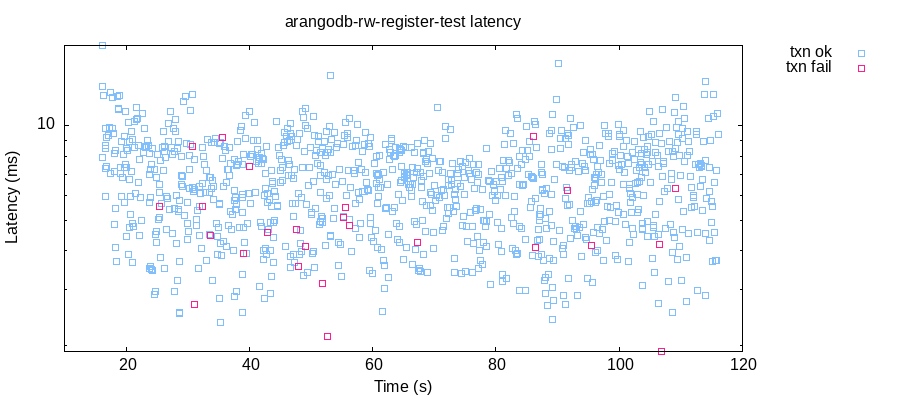 arangodb-rw-register-test latency
txn ok
txn fail
10
Latency (ms)
20 40 60 80 100 120
Time (s)